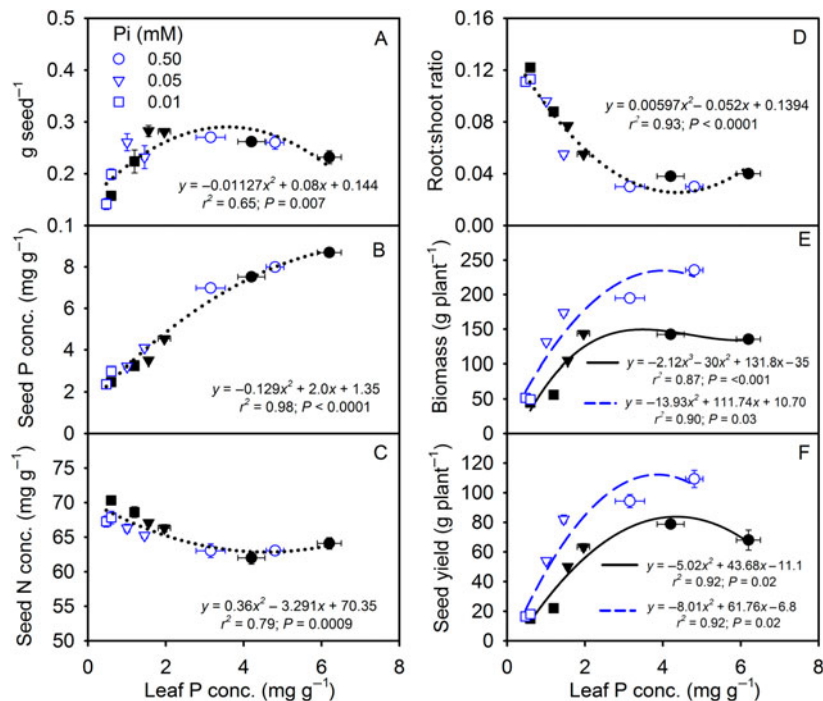 Pi (mM)
0.50
0.05
0.01
A
0.5
0.4
0.3
0.2
0.1
g seed⁻¹
y = −0.01127x² + 0.08x + 0.144
r² = 0.65; P = 0.007
B
8
6
4
2
0
Seed P conc. (mg g⁻¹)
y = −0.129x² + 2.0x + 1.35
r² = 0.98; P < 0.0001
C
70
65
60
55
50
Seed N conc. (mg g⁻¹)
y = 0.36x² − 3.291x + 70.35
r² = 0.79; P = 0.0009
0 2 4 6 8
Leaf P conc. (mg g⁻¹)
D
0.16
0.12
0.08
0.04
0.00
Root:shoot ratio
y = 0.00597x² − 0.052x + 0.1394
r² = 0.93; P < 0.0001
E
250
200
150
100
50
0
Biomass (g plant⁻¹)
y = −2.12x³ −30x² + 131.8x −35
r² = 0.87; P = <0.001
y = −13.93x² + 111.74x + 10.70
r² = 0.90; P = 0.03
F
120
100
80
60
40
20
0
Seed yield (g plant⁻¹)
y = −5.02x² + 43.68x −11.1
r² = 0.92; P = 0.02
y = −8.01x² + 61.76x −6.8
r² = 0.92; P = 0.02
0 2 4 6 8
Leaf P conc. (mg g⁻¹)